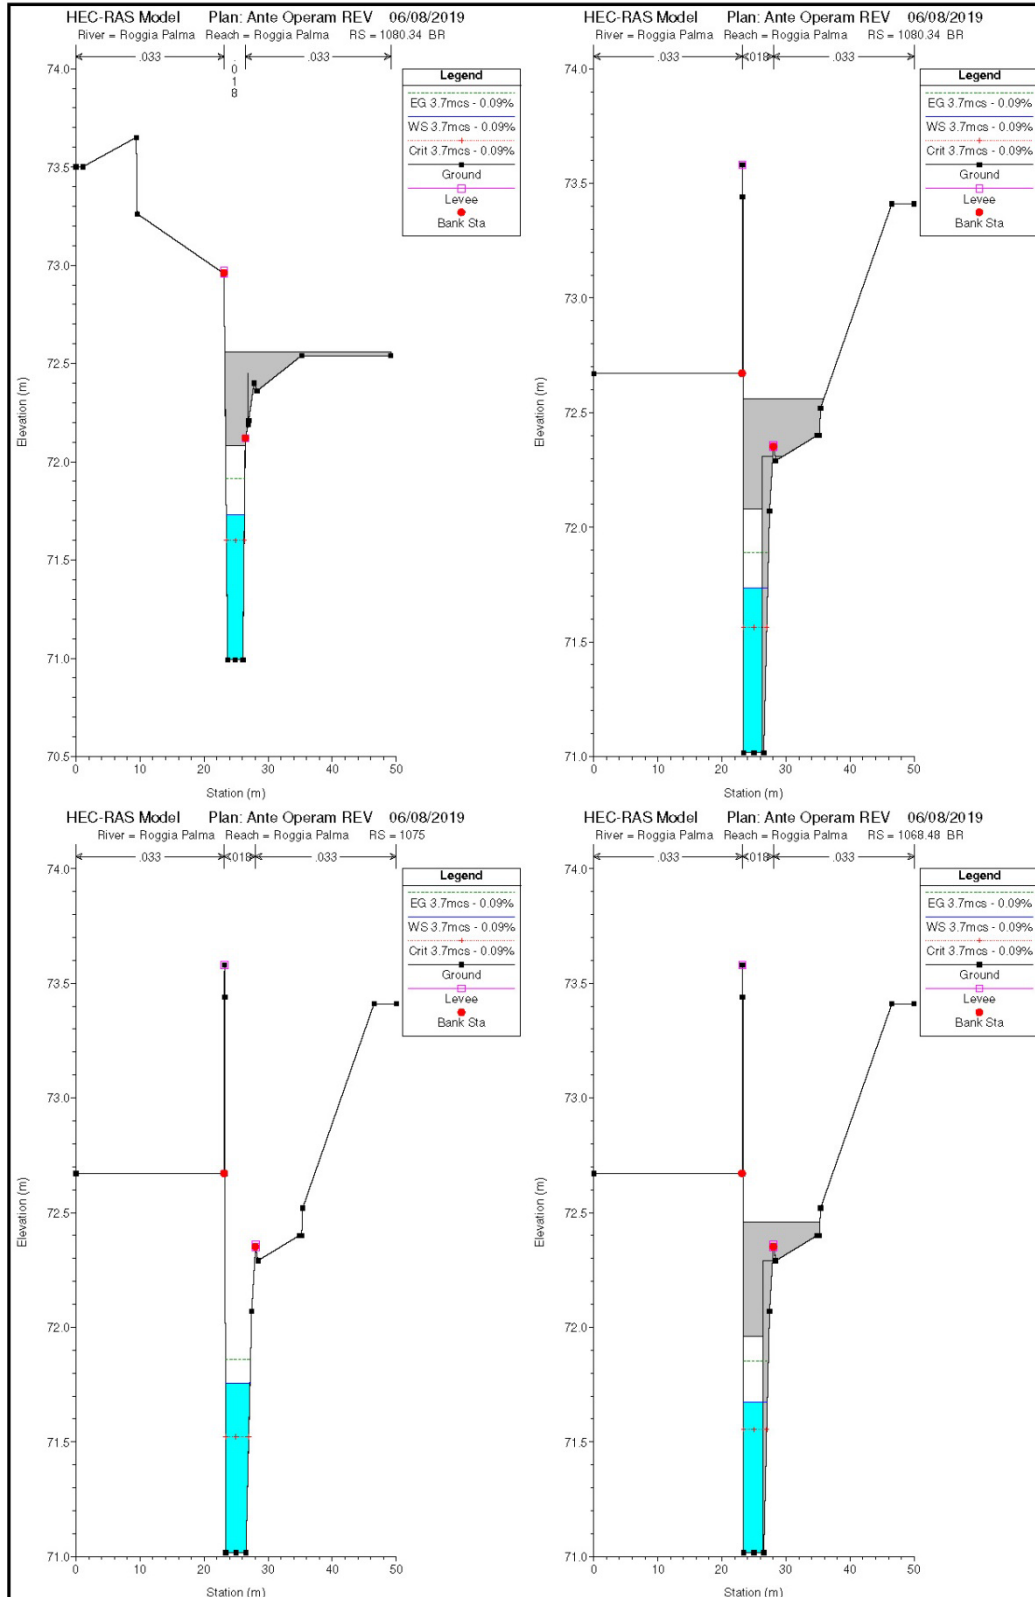 HEC-RAS Model Plan: Ante Operam REV 06/08/2019
River = Roggia Palma Reach = Roggia Palma RS = 1080.34 BR
.033
.018
.033
74.0
73.5
73.0
72.5
72.0
71.5
71.0
70.5
Elevation (m)
0
10
20
30
40
50
Station (m)
Legend
EG 3.7mcs - 0.09%
WS 3.7mcs - 0.09%
Crit 3.7mcs - 0.09%
Ground
Levee
Bank Sta
HEC-RAS Model Plan: Ante Operam REV 06/08/2019
River = Roggia Palma Reach = Roggia Palma RS = 1080.34 BR
.033
.018
.033
74.0
73.5
73.0
72.5
72.0
71.5
71.0
Elevation (m)
0
10
20
30
40
50
Station (m)
Legend
EG 3.7mcs - 0.09%
WS 3.7mcs - 0.09%
Crit 3.7mcs - 0.09%
Ground
Levee
Bank Sta
HEC-RAS Model Plan: Ante Operam REV 06/08/2019
River = Roggia Palma Reach = Roggia Palma RS = 1075
.033
.018
.033
74.0
73.5
73.0
72.5
72.0
71.5
71.0
Elevation (m)
0
10
20
30
40
50
Station (m)
Legend
EG 3.7mcs - 0.09%
WS 3.7mcs - 0.09%
Crit 3.7mcs - 0.09%
Ground
Levee
Bank Sta
HEC-RAS Model Plan: Ante Operam REV 06/08/2019
River = Roggia Palma Reach = Roggia Palma RS = 1068.48 BR
.033
.018
.033
74.0
73.5
73.0
72.5
72.0
71.5
71.0
Elevation (m)
0
10
20
30
40
50
Station (m)
Legend
EG 3.7mcs - 0.09%
WS 3.7mcs - 0.09%
Crit 3.7mcs - 0.09%
Ground
Levee
Bank Sta